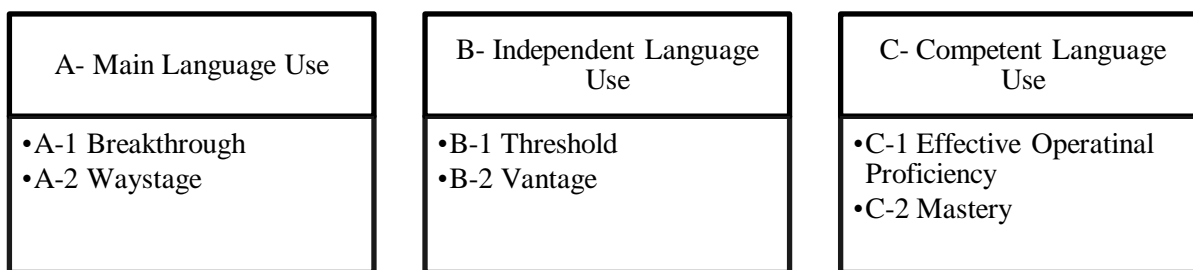 A- Main Language Use
•A-1 Breakthrough
•A-2 Waystage
B- Independent Language
Use
•B-1 Threshold
•B-2 Vantage
C- Competent Language
Use
•C-1 Effective Operatinal
Proficiency
•C-2 Mastery